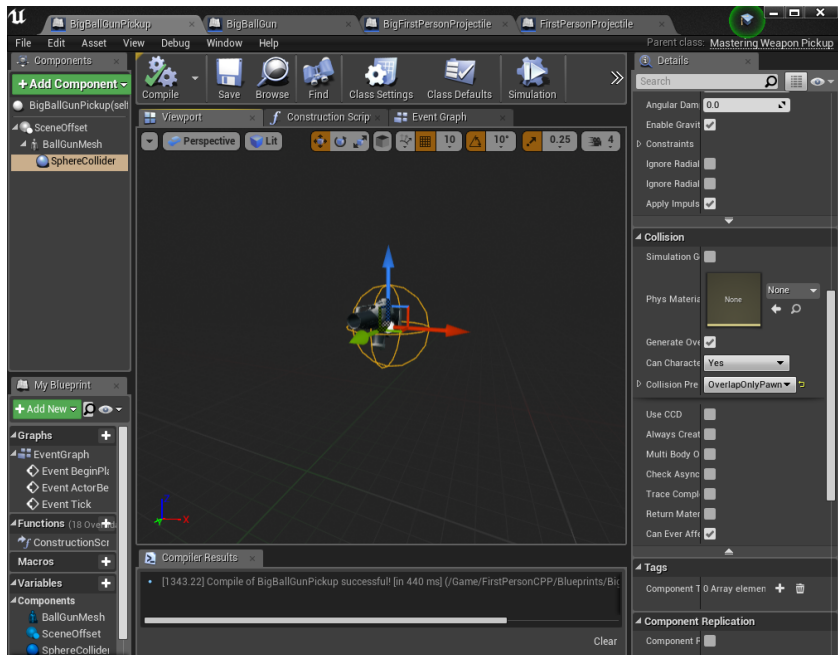 BigBallGunPickup
BigBallGun
BigFirstPersonProjectile
FirstPersonProjectile
File Edit Asset View Debug Window Help
Parent class: Mastering Weapon Pickup
Components
+ Add Component
BigBallGunPickup(self
SceneOffset
BallGunMesh
SphereCollider
Compile Save Browse Find Class Settings Class Defaults Simulation
Viewport Construction Scrip Event Graph
Perspective Lit 10 10° 0.25 4
X
My Blueprint
+ Add New
Graphs
EventGraph
Event BeginPla
Event ActorBe
Event Tick
Functions (18 Overrida
ConstructionScr
Macros
Variables
Components
BallGunMesh
SceneOffset
SphereCollider
Compiler Results
[1343.22] Compile of BigBallGunPickup successful! [in 440 ms] (/Game/FirstPersonCPP/Blueprints/Big
Clear
Details
Search
Angular Dam 0.0
Enable Gravit
Constraints
Ignore Radial
Ignore Radial
Apply Impuls
Collision
Simulation G
Phys Materia None None
Generate Ove
Can Characte Yes
Collision Pre OverlapOnlyPawn
Use CCD
Always Creat
Multi Body O
Check Async
Trace Compl
Return Mater
Can Ever Affe
Tags
Component T 0 Array elemen
Component Replication
Component R